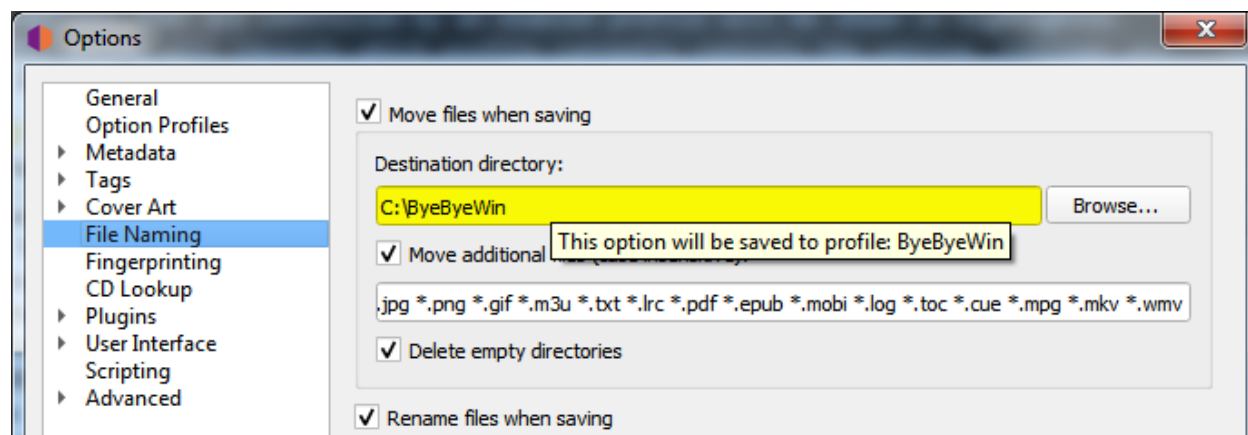 Options
X
General
Option Profiles
Metadata
Tags
Cover Art
File Naming
Fingerprinting
CD Lookup
Plugins
User Interface
Scripting
Advanced
Move files when saving
Destination directory:
C:\ByeByeWin
Browse...
This option will be saved to profile: ByeByeWin
Move additional
.jpg *.png *.gif *.m3u *.txt *.lrc *.pdf *.epub *.mobi *.log *.toc *.cue *.mpg *.mkv *.wmv
Delete empty directories
Rename files when saving